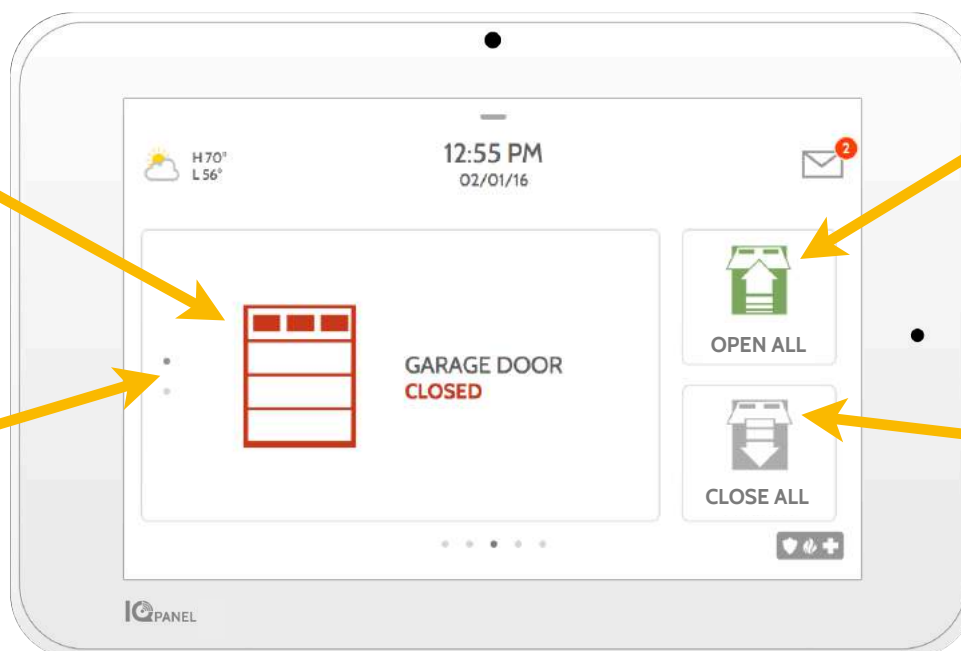 12:55 PM
02/01/16
H 70°
L 56°
2
GARAGE DOOR
CLOSED
OPEN ALL
CLOSE ALL
IQ PANEL